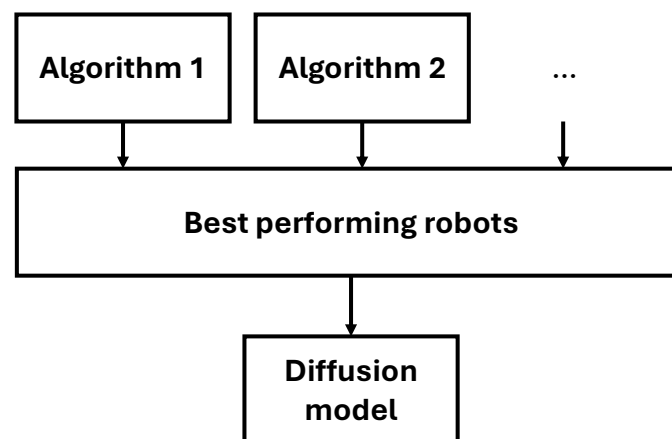 Algorithm 1
Algorithm 2
...
Best performing robots
Diffusion
model